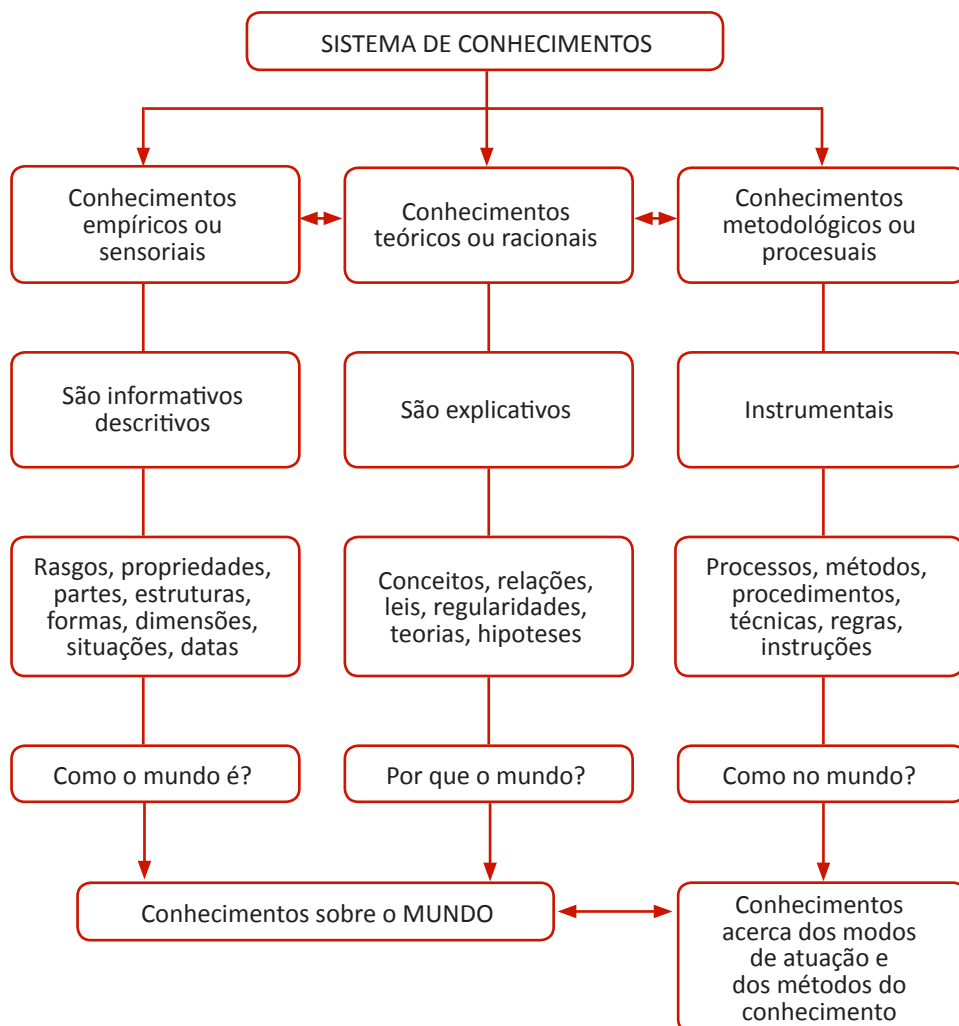 SISTEMA DE CONHECIMENTOS
Conhecimentos
empíricos ou
sensoriais
Conhecimentos
teóricos ou racionais
Conhecimentos
metodológicos ou
procesuais
São informativos
descritivos
São explicativos
Instrumentais
Rasgos, propriedades,
partes, estruturas,
formas, dimensões,
situações, datas
Conceitos, relações,
leis, regularidades,
teorias, hipoteses
Processos, métodos,
procedimentos,
técnicas, regras,
instruções
Como o mundo é?
Por que o mundo?
Como no mundo?
Conhecimentos sobre o MUNDO
Conhecimentos
acerca dos modos
de atuação e
dos métodos do
conhecimento